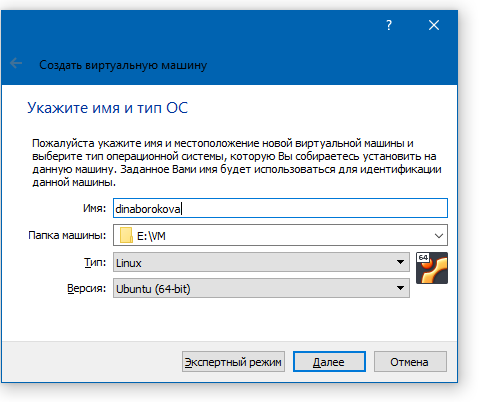 ?
Создать виртуальную машину
Укажите имя и тип ОС
Пожалуйста укажите имя и местоположение новой виртуальной машины и
выберите тип операционной системы, которую Вы собираетесь установить на
данную машину. Заданное Вами имя будет использоваться для идентификации
данной машины.
Имя: dinaborokova
Папка машины: E:\VM
Тип: Linux 64
Версия: Ubuntu (64-bit)
Экспертный режим Далее Отмена